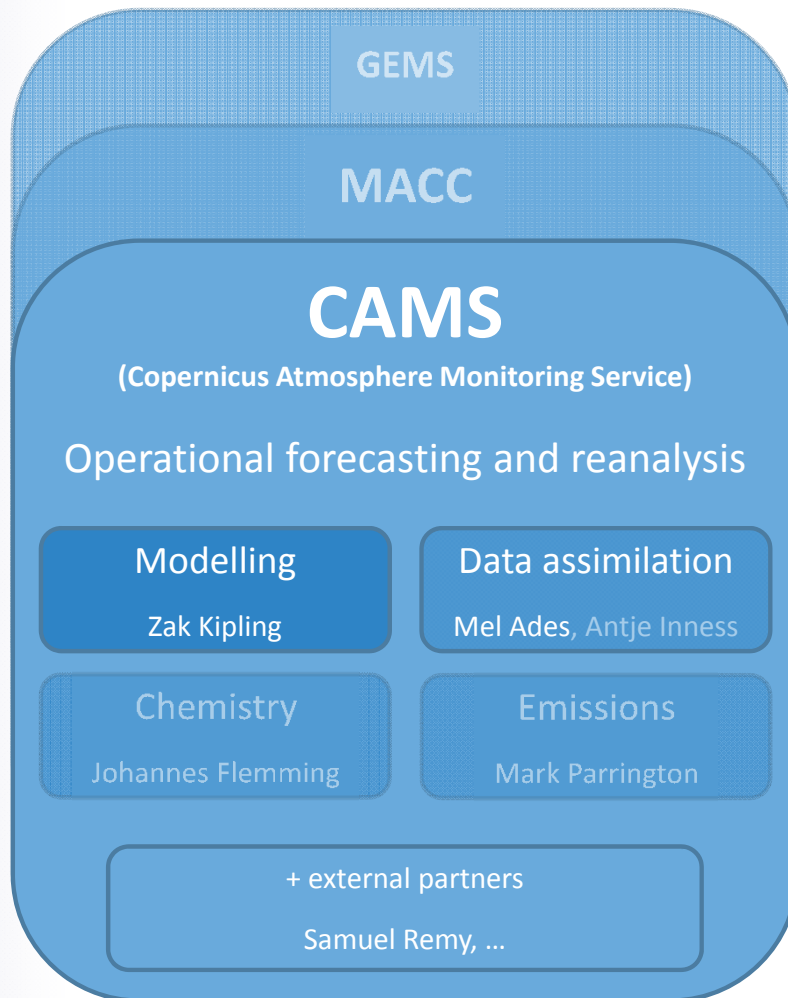 GEMS
MACC
CAMS
(Copernicus Atmosphere Monitoring Service)
Operational forecasting and reanalysis
Modelling
Zak Kipling
Data assimilation
Mel Ades, Antje Inness
Chemistry
Johannes Flemming
Emissions
Mark Parrington
+ external partners
Samuel Remy, ...